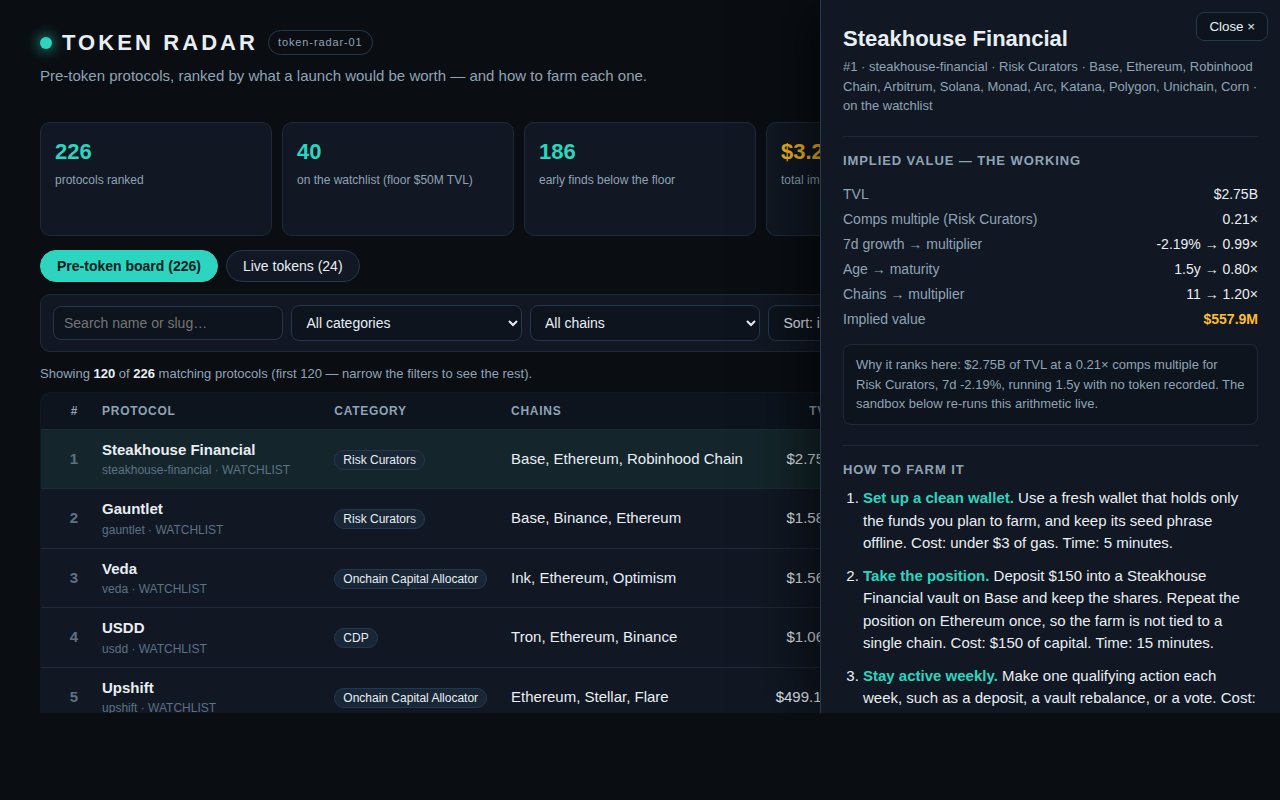 TOKEN RADAR token-radar-01
Pre-token protocols, ranked by what a launch would be worth — and how to farm each one.
226
protocols ranked
40
on the watchlist (floor $50M TVL)
186
early finds below the floor
$3.2
total im
Pre-token board (226)
Live tokens (24)
Search name or slug…
All categories
All chains
Sort: i
Showing 120 of 226 matching protocols (first 120 — narrow the filters to see the rest).
# PROTOCOL CATEGORY CHAINS TV
1 Steakhouse Financial Risk Curators Base, Ethereum, Robinhood Chain $2.75
steakhouse-financial · WATCHLIST
2 Gauntlet Risk Curators Base, Binance, Ethereum $1.58
gauntlet · WATCHLIST
3 Veda Onchain Capital Allocator Ink, Ethereum, Optimism $1.56
veda · WATCHLIST
4 USDD CDP Tron, Ethereum, Binance $1.06
usdd · WATCHLIST
5 Upshift Onchain Capital Allocator Ethereum, Stellar, Flare $499.1
upshift · WATCHLIST
Close ×
Steakhouse Financial
#1 · steakhouse-financial · Risk Curators · Base, Ethereum, Robinhood
Chain, Arbitrum, Solana, Monad, Arc, Katana, Polygon, Unichain, Corn ·
on the watchlist
IMPLIED VALUE — THE WORKING
TVL $2.75B
Comps multiple (Risk Curators) 0.21×
7d growth → multiplier -2.19% → 0.99×
Age → maturity 1.5y → 0.80×
Chains → multiplier 11 → 1.20×
Implied value $557.9M
Why it ranks here: $2.75B of TVL at a 0.21× comps multiple for
Risk Curators, 7d -2.19%, running 1.5y with no token recorded. The
sandbox below re-runs this arithmetic live.
HOW TO FARM IT
1. Set up a clean wallet. Use a fresh wallet that holds only
the funds you plan to farm, and keep its seed phrase
offline. Cost: under $3 of gas. Time: 5 minutes.
2. Take the position. Deposit $150 into a Steakhouse
Financial vault on Base and keep the shares. Repeat the
position on Ethereum once, so the farm is not tied to a
single chain. Cost: $150 of capital. Time: 15 minutes.
3. Stay active weekly. Make one qualifying action each
week, such as a deposit, a vault rebalance, or a vote. Cost: